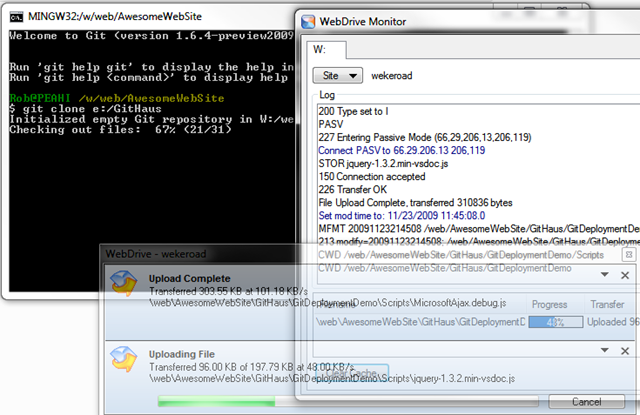 MINGW32:/w/web/AwesomeWebSite
Welcome to Git (version 1.6.4-preview2009
Run 'git help git' to display the help in
Run 'git help <command>' to display help
Rob@PEAHI /w/web/AwesomeWebSite
$ git clone e:/GitHaus
Initialized empty Git repository in W:/we
Checking out files:  67% (21/31)
WebDrive Monitor
W:
Site
wekeroad
Log
200 Type set to I
PASV
227 Entering Passive Mode (66,29,206,13,206,119)
Connect PASV to 66.29.206.13 206,119
STOR jquery-1.3.2.min-vsdoc.js
150 Connection accepted
226 Transfer OK
File Upload Complete, transferred 310836 bytes
Set mod time to: 11/23/2009 11:45:08.0
MFMT 20091123214508 /web/AwesomeWebSite/GitHaus/GitDeploymentDemo
213 modify=20091123214508; /web/AwesomeWebSite/GitHaus/GitDeploymentD
CWD /web/AwesomeWebSite/GitHaus/GitDeploymentDemo/Scripts
CWD /web/AwesomeWebSite/GitHaus/GitDeploymentDemo
WebDrive - wekeroad
Upload Complete
Transferred 303.55 KB at 101.18 KB/s
\web\AwesomeWebSite\GitHaus\GitDeploymentDemo\Scripts\MicrosoftAjax.debug.js
Filename
Progress
Transfer
\web\AwesomeWebSite\GitHaus\GitDeploymentD
48%
Uploaded 96
Uploading File
Transferred 96.00 KB of 197.79 KB at 48.00 KB/s
\web\AwesomeWebSite\GitHaus\GitDeploymentDemo\Scripts\jquery-1.3.2.min-vsdoc.js
Clear Cache
Cancel